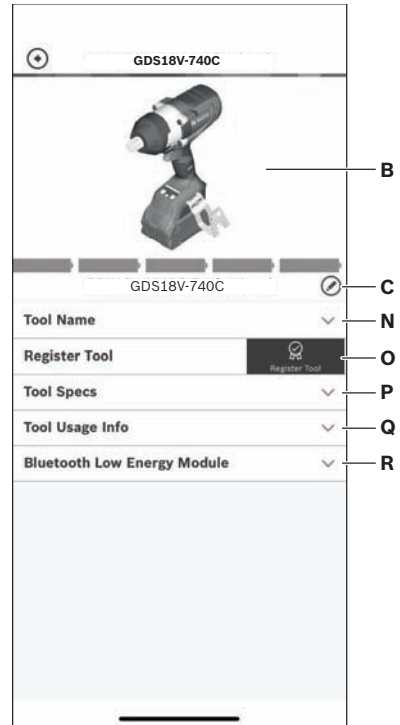 GDS18V-740C
B
GDS18V-740C
C
Tool Name
N
Register Tool
Register Tool
O
Tool Specs
P
Tool Usage Info
Q
Bluetooth Low Energy Module
R